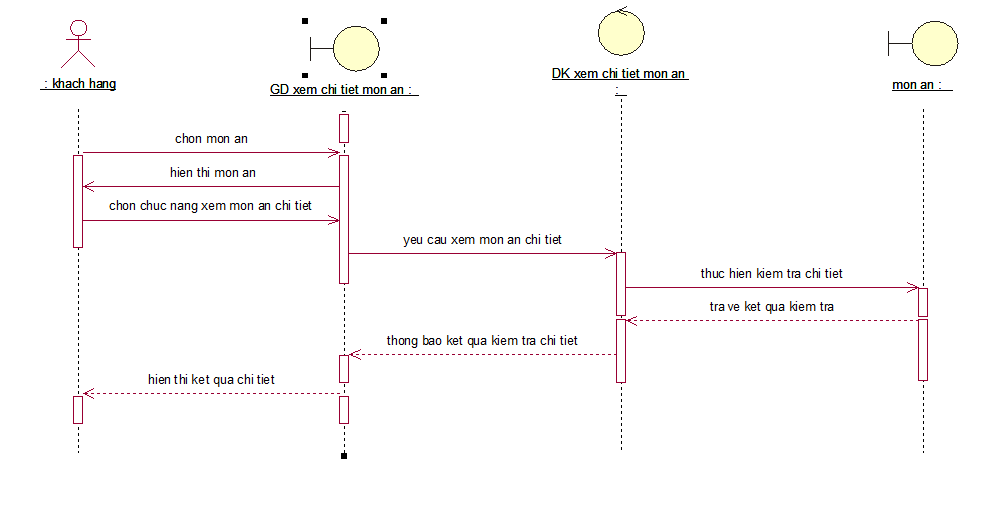 : khach hang
GD xem chi tiet mon an :
DK xem chi tiet mon an
:
mon an :
chon mon an
hien thi mon an
chon chuc nang xem mon an chi tiet
yeu cau xem mon an chi tiet
thuc hien kiem tra chi tiet
tra ve ket qua kiem tra
thong bao ket qua kiem tra chi tiet
hien thi ket qua chi tiet